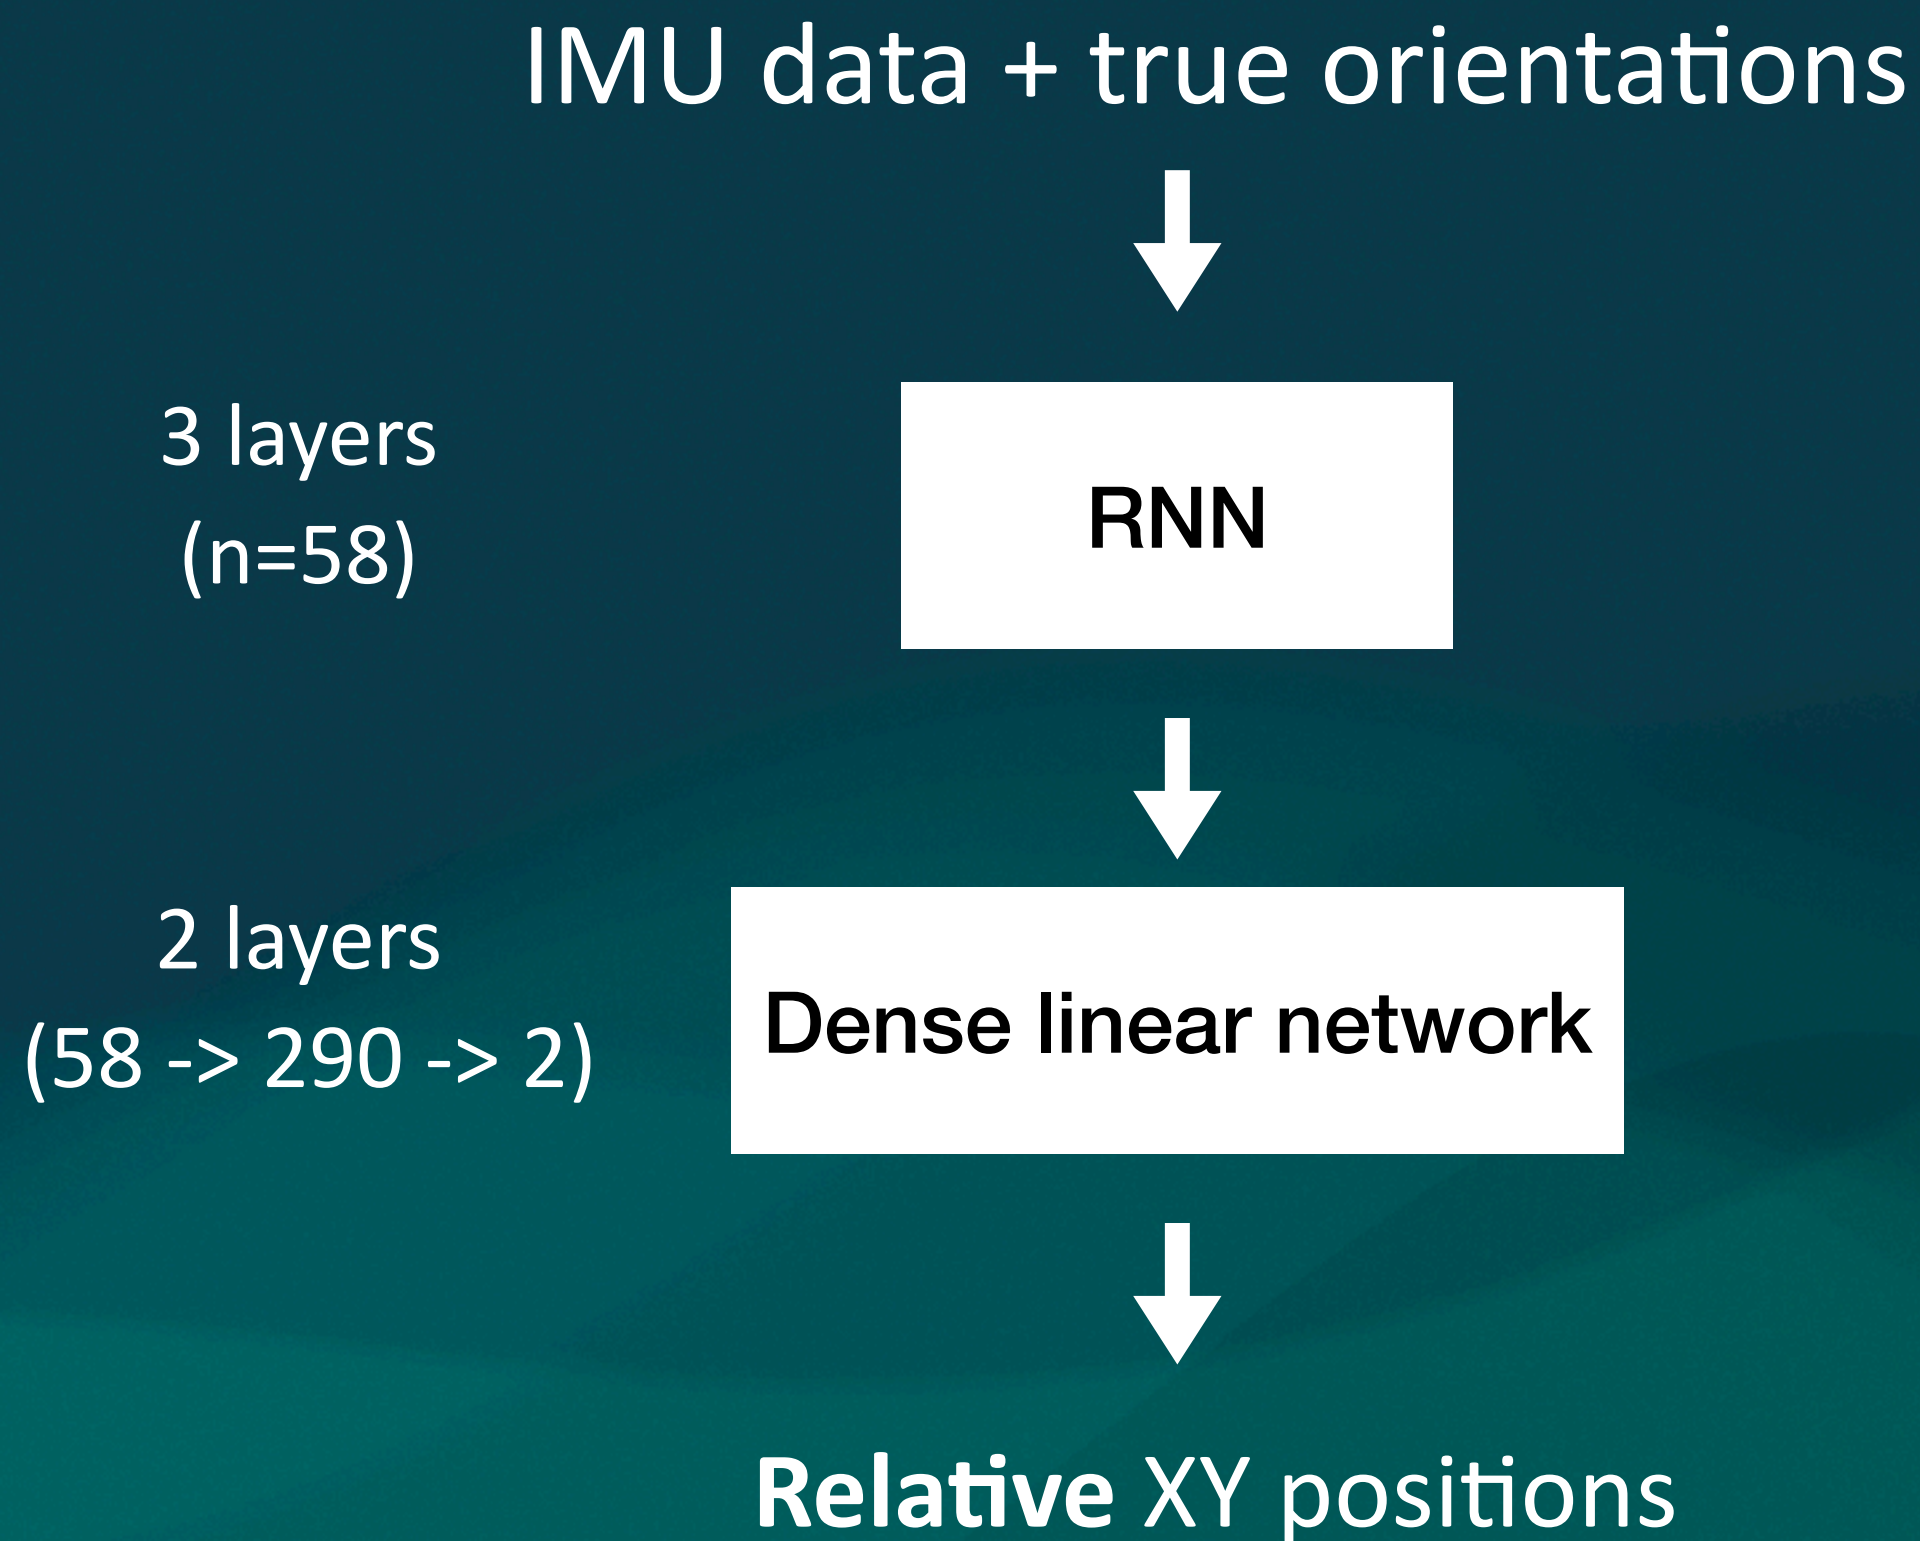 IMU data + true orientations
3 layers
(n=58)
RNN
2 layers
(58 -> 290 -> 2)
Dense linear network
Relative XY positions